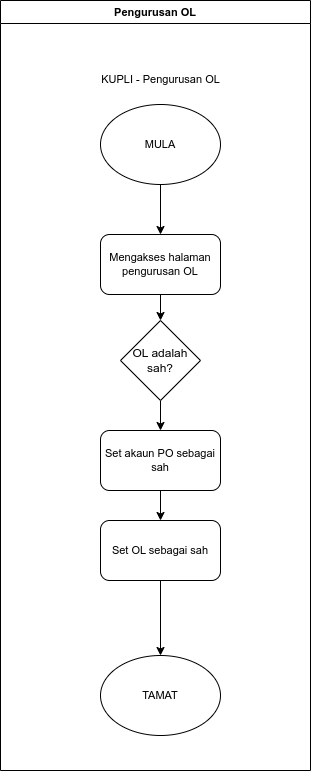 Pengurusan OL
KUPLI - Pengurusan OL
MULA
Mengakses halaman
pengurusan OL
OL adalah
sah?
Set akaun PO sebagai
sah
Set OL sebagai sah
TAMAT